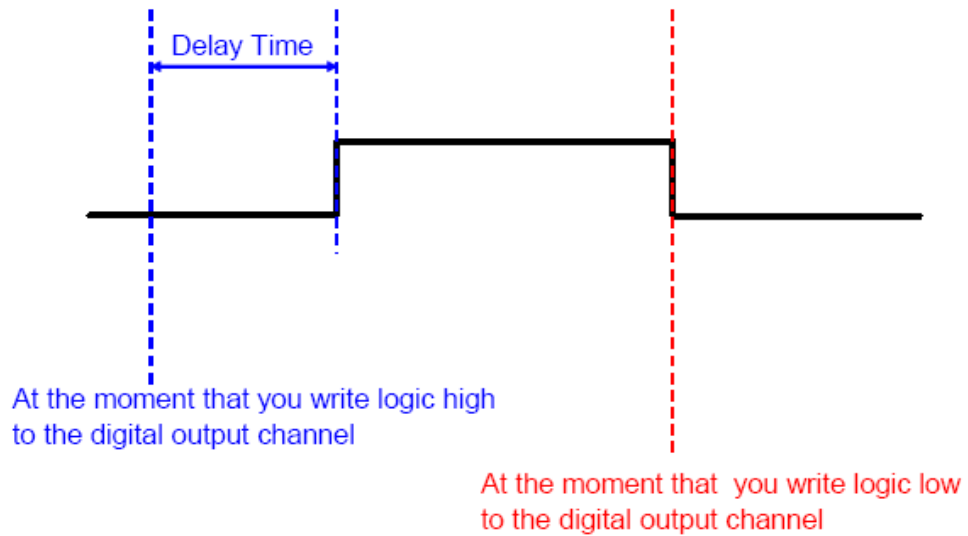 Delay Time
At the moment that you write logic high
to the digital output channel
At the moment that  you write logic low
to the digital output channel